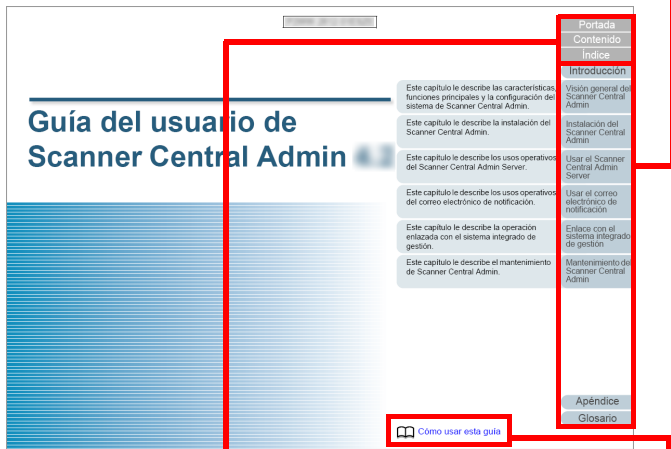 Portada
Contenido
Índice
Introducción
Guía del usuario de
Scanner Central Admin
Este capítulo le describe las características,
funciones principales y la configuración del
sistema de Scanner Central Admin.
Visión general del
Scanner Central
Admin
Este capítulo le describe la instalación del
Scanner Central Admin.
Instalación del
Scanner Central
Admin
Este capítulo le describe los usos operativos
del Scanner Central Admin Server.
Usar el Scanner
Central Admin
Server
Este capítulo le describe los usos operativos
del correo electrónico de notificación.
Usar el correo
electrónico de
notificación
Este capítulo le describe la operación
enlazada con el sistema integrado de
gestión.
Enlace con el
sistema integrado
de gestión
Este capítulo le describe el mantenimiento
de Scanner Central Admin.
Mantenimiento del
Scanner Central
Admin
Apéndice
Glosario
Cómo usar esta guía